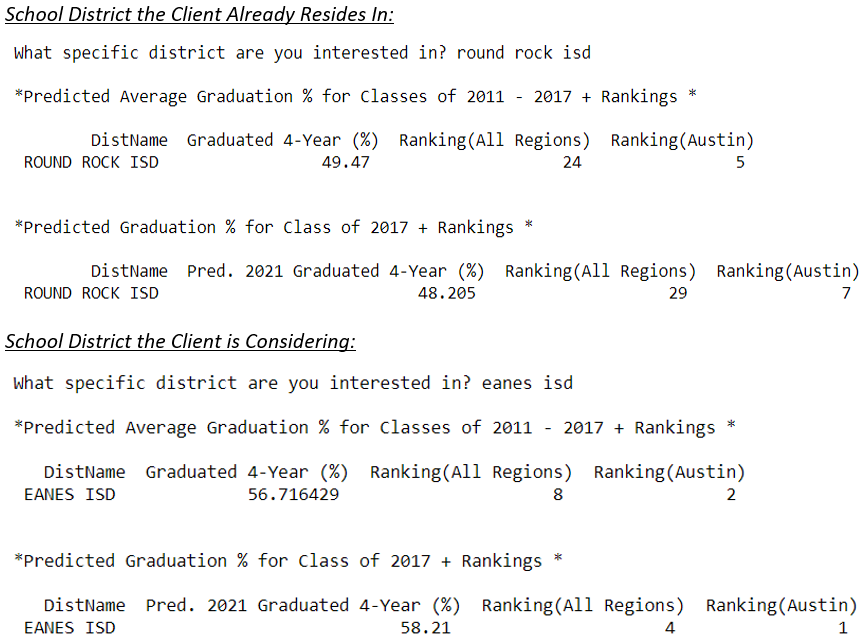 School District the Client Already Resides In:
What specific district are you interested in? round rock isd
*Predicted Average Graduation % for Classes of 2011 - 2017 + Rankings *
DistName Graduated 4-Year (%) Ranking(All Regions) Ranking(Austin)
ROUND ROCK ISD 49.47 24 5
*Predicted Graduation % for Class of 2017 + Rankings *
DistName Pred. 2021 Graduated 4-Year (%) Ranking(All Regions) Ranking(Austin)
ROUND ROCK ISD 48.205 29 7
School District the Client is Considering:
What specific district are you interested in? eanes isd
*Predicted Average Graduation % for Classes of 2011 - 2017 + Rankings *
DistName Graduated 4-Year (%) Ranking(All Regions) Ranking(Austin)
EANES ISD 56.716429 8 2
*Predicted Graduation % for Class of 2017 + Rankings *
DistName Pred. 2021 Graduated 4-Year (%) Ranking(All Regions) Ranking(Austin)
EANES ISD 58.21 4 1